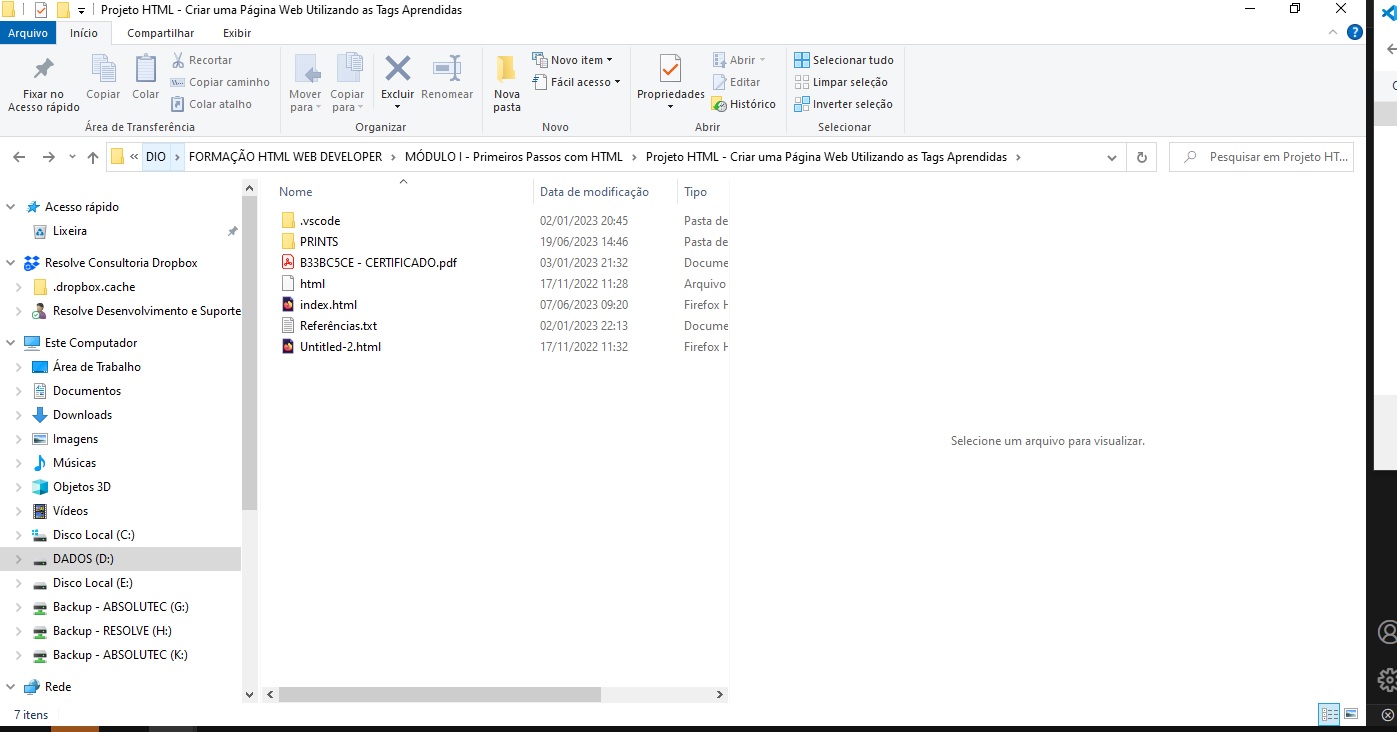 Projeto HTML - Criar uma Página Web Utilizando as Tags Aprendidas
Arquivo Início Compartilhar Exibir
Fixar no Acesso rápido
Copiar
Colar
Recortar
Copiar caminho
Colar atalho
Área de Transferência
Mover para
Copiar para
Excluir
Renomear
Organizar
Nova pasta
Novo item
Fácil acesso
Novo
Propriedades
Abrir
Editar
Histórico
Abrir
Selecionar tudo
Limpar seleção
Inverter seleção
Selecionar
« DIO > FORMAÇÃO HTML WEB DEVELOPER > MÓDULO I - Primeiros Passos com HTML > Projeto HTML - Criar uma Página Web Utilizando as Tags Aprendidas >
Pesquisar em Projeto HT...
Acesso rápido
Lixeira
Resolve Consultoria Dropbox
.dropbox.cache
Resolve Desenvolvimento e Suporte
Este Computador
Área de Trabalho
Documentos
Downloads
Imagens
Músicas
Objetos 3D
Vídeos
Disco Local (C:)
DADOS (D:)
Disco Local (E:)
Backup - ABSOLUTEC (G:)
Backup - RESOLVE (H:)
Backup - ABSOLUTEC (K:)
Rede
Nome Data de modificação Tipo
.vscode 02/01/2023 20:45 Pasta de
PRINTS 19/06/2023 14:46 Pasta de
B33BC5CE - CERTIFICADO.pdf 03/01/2023 21:32 Docume
html 17/11/2022 11:28 Arquivo
index.html 07/06/2023 09:20 Firefox H
Referências.txt 02/01/2023 22:13 Docume
Untitled-2.html 17/11/2022 11:32 Firefox H
Selecione um arquivo para visualizar.
7 itens